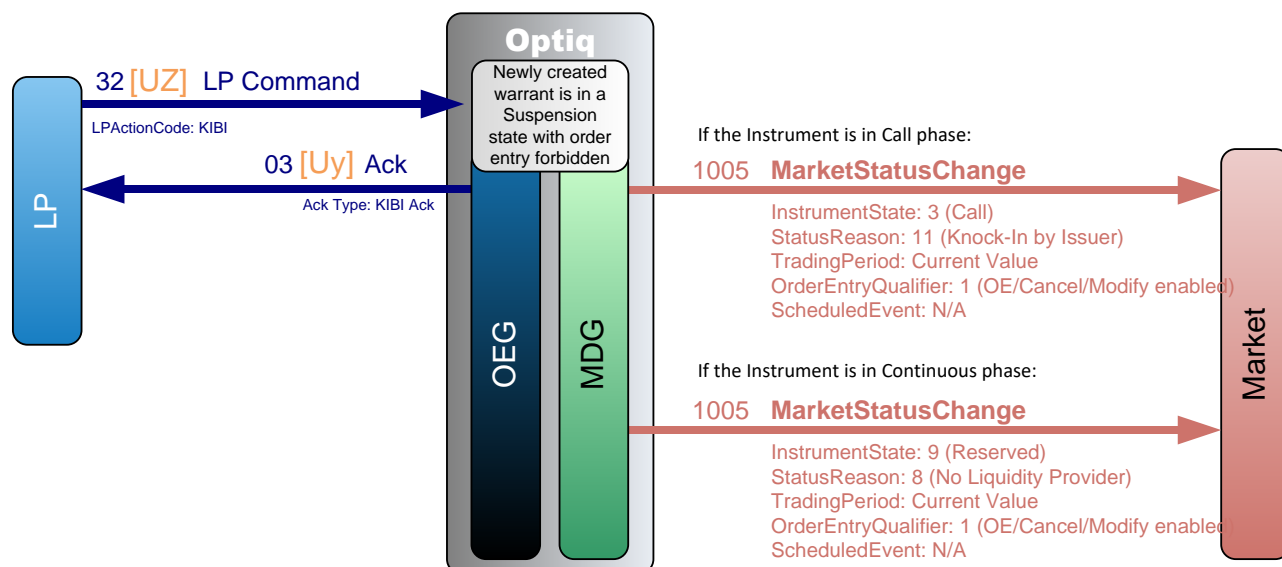 Optiq
Newly created
warrant is in a
Suspension
state with order
entry forbidden
32 [UZ] LP Command
LPActionCode: KIBI
03 [Uy] Ack
Ack Type: KIBI Ack
LP
OEG
MDG
If the Instrument is in Call phase:
1005 MarketStatusChange
InstrumentState: 3 (Call)
StatusReason: 11 (Knock-In by Issuer)
TradingPeriod: Current Value
OrderEntryQualifier: 1 (OE/Cancel/Modify enabled)
ScheduledEvent: N/A
If the Instrument is in Continuous phase:
1005 MarketStatusChange
InstrumentState: 9 (Reserved)
StatusReason: 8 (No Liquidity Provider)
TradingPeriod: Current Value
OrderEntryQualifier: 1 (OE/Cancel/Modify enabled)
ScheduledEvent: N/A
Market